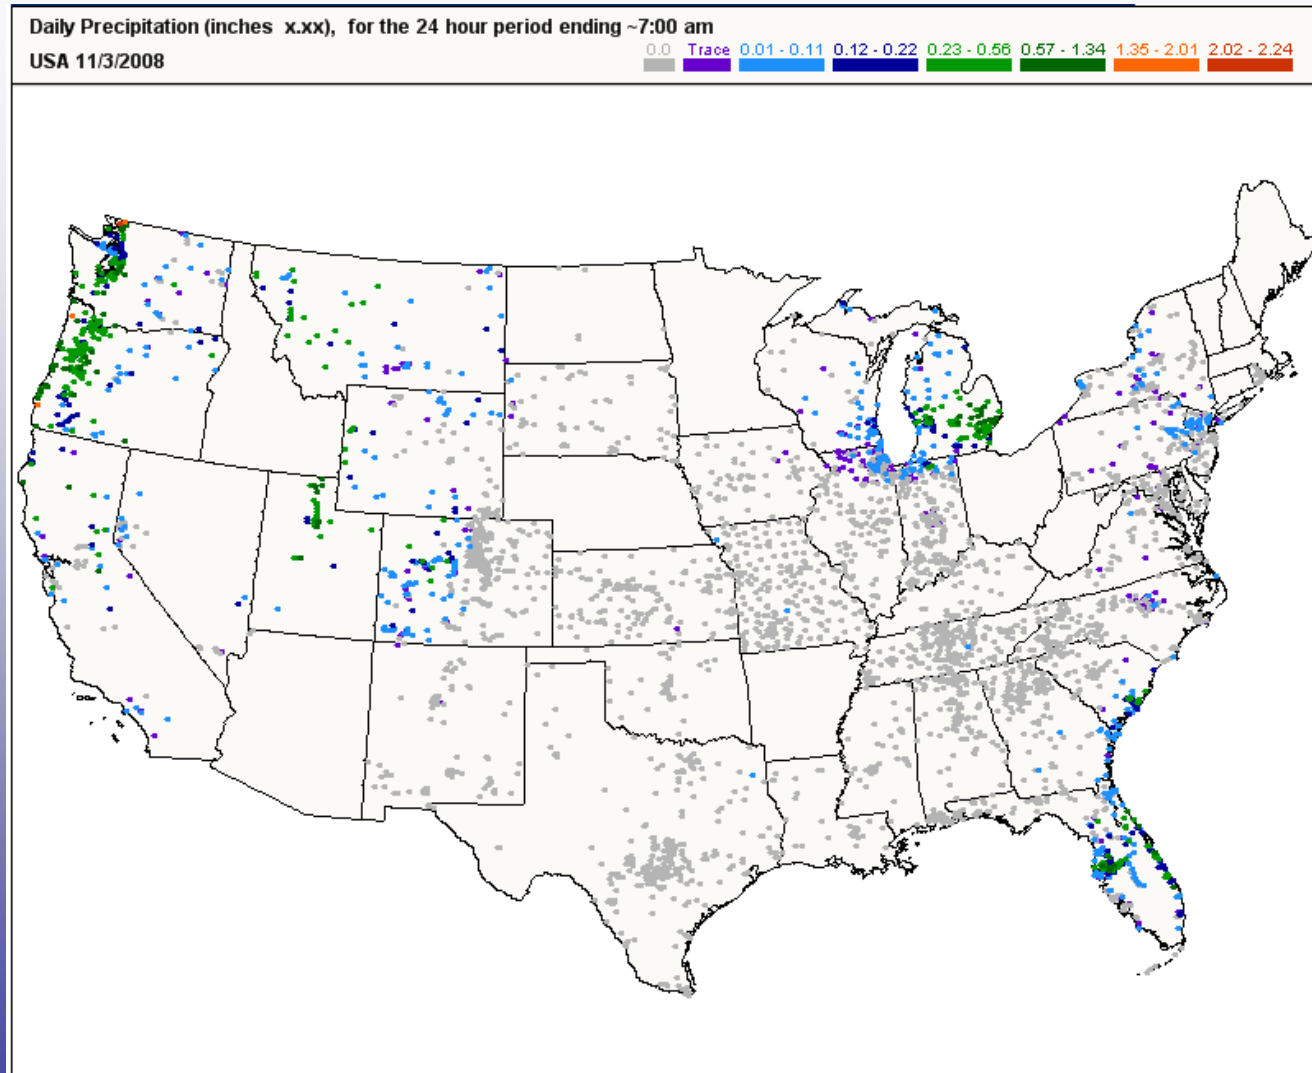 Daily Precipitation (inches x.xx), for the 24 hour period ending ~7:00 am
USA 11/3/2008
0.0 Trace 0.01 - 0.11 0.12 - 0.22 0.23 - 0.56 0.57 - 1.34 1.35 - 2.01 2.02 - 2.24